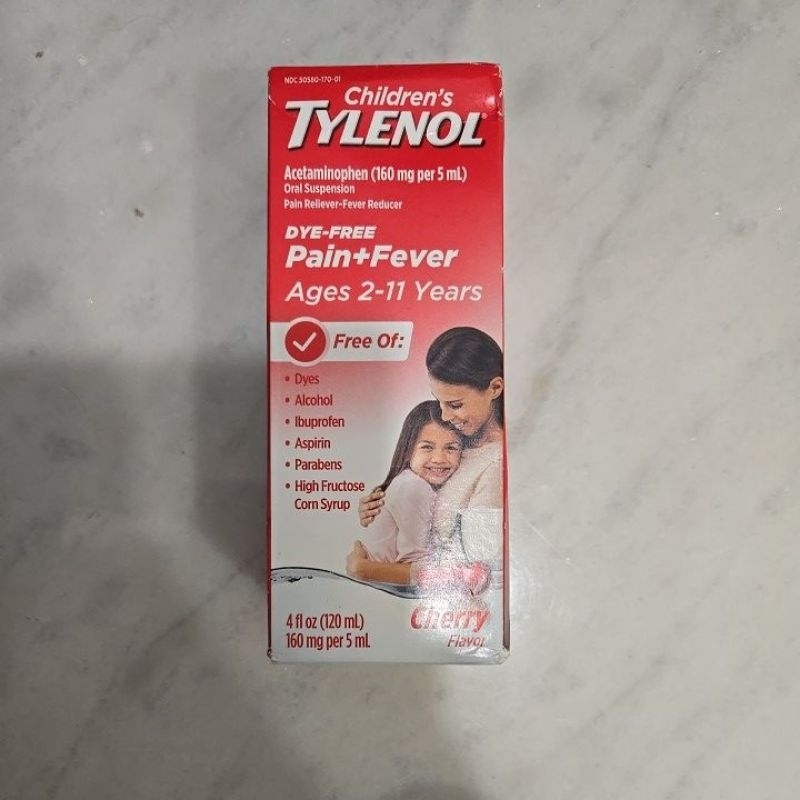 NDC 50580-170-01
Children's
TYLENOL®
Acetaminophen (160 mg per 5 mL)
Oral Suspension
Pain Reliever-Fever Reducer
DYE-FREE
Pain+Fever
Ages 2-11 Years
Free Of:
• Dyes
• Alcohol
• Ibuprofen
• Aspirin
• Parabens
• High Fructose
Corn Syrup
4 fl oz (120 mL)
160 mg per 5 mL
Cherry
Flavor